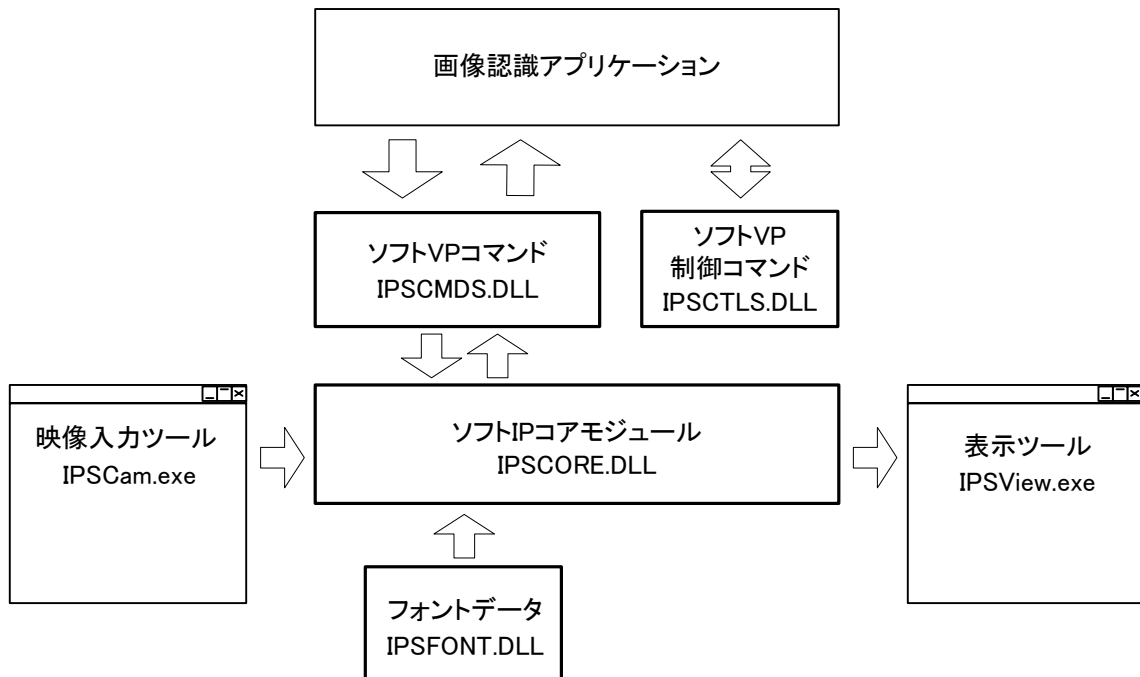 画像認識アプリケーション
ソフトVPコマンド
IPSCMDS.DLL
ソフトVP
制御コマンド
IPSCTLS.DLL
映像入力ツール
IPSCam.exe
ソフトIPコアモジュール
IPSCORE.DLL
表示ツール
IPSView.exe
フォントデータ
IPSFONT.DLL